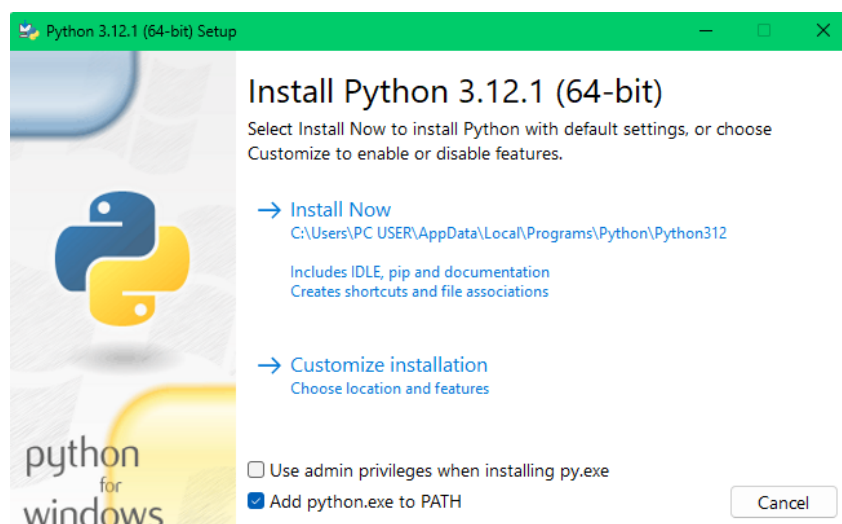 Python 3.12.1 (64-bit) Setup
Install Python 3.12.1 (64-bit)
Select Install Now to install Python with default settings, or choose
Customize to enable or disable features.
Install Now
C:\Users\PC USER\AppData\Local\Programs\Python\Python312
Includes IDLE, pip and documentation
Creates shortcuts and file associations
Customize installation
Choose location and features
python
for
windows
Use admin privileges when installing py.exe
Add python.exe to PATH
Cancel